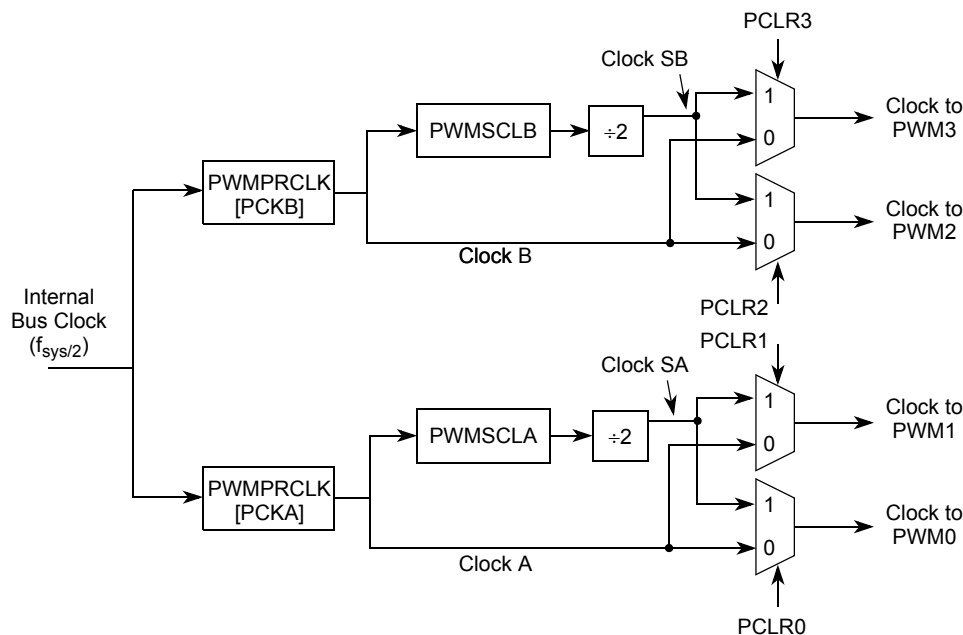 PCLR3
Clock SB
1
0
PWMSCLB
÷2
Clock to
PWM3
PWMPRCLK
[PCKB]
1
0
Clock to
PWM2
Clock B
Internal
Bus Clock
(fsys/2)
PCLR2
PCLR1
Clock SA
1
0
PWMSCLA
÷2
Clock to
PWM1
PWMPRCLK
[PCKA]
1
0
Clock to
PWM0
Clock A
PCLR0